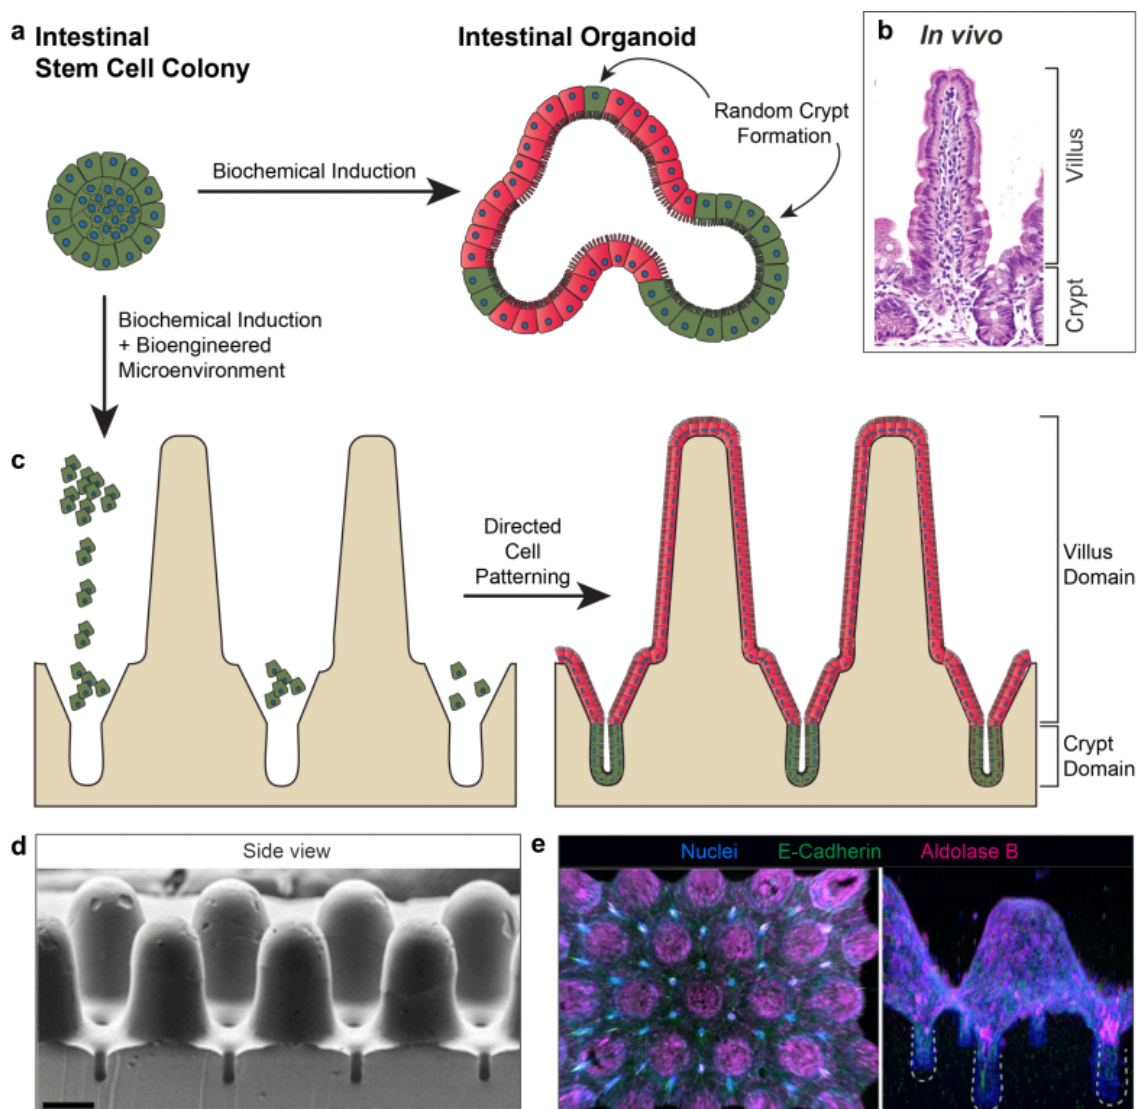 a Intestinal
Stem Cell Colony
Intestinal Organoid
b In vivo
Random Crypt
Formation
Biochemical Induction
Villus
Crypt
Biochemical Induction
+ Bioengineered
Microenvironment
c
Directed
Cell
Patterning
Villus
Domain
Crypt
Domain
d
Side view
e
Nuclei E-Cadherin Aldolase B